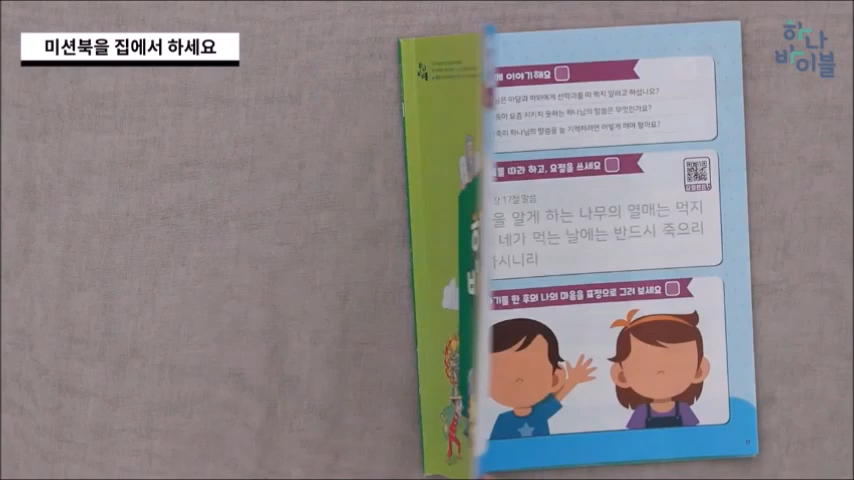 미션북을 집에서 하세요
하나
바이블
이야기해요
은 아담과 하와에게 선악과를 따 먹지 말라고 하셨나요?
요즘 지키지 못하는 하나님의 말씀은 무엇인가요?
하나님의 말씀을 늘 기억하려면 어떻게 해야 할까요?
따라 하고, 요절을 쓰세요
17절 말씀
을 알게 하는 나무의 열매는 먹지
네가 먹는 날에는 반드시 죽으리
하시니라
를 한 후의 나의 마음을 표정으로 그려 보세요
17